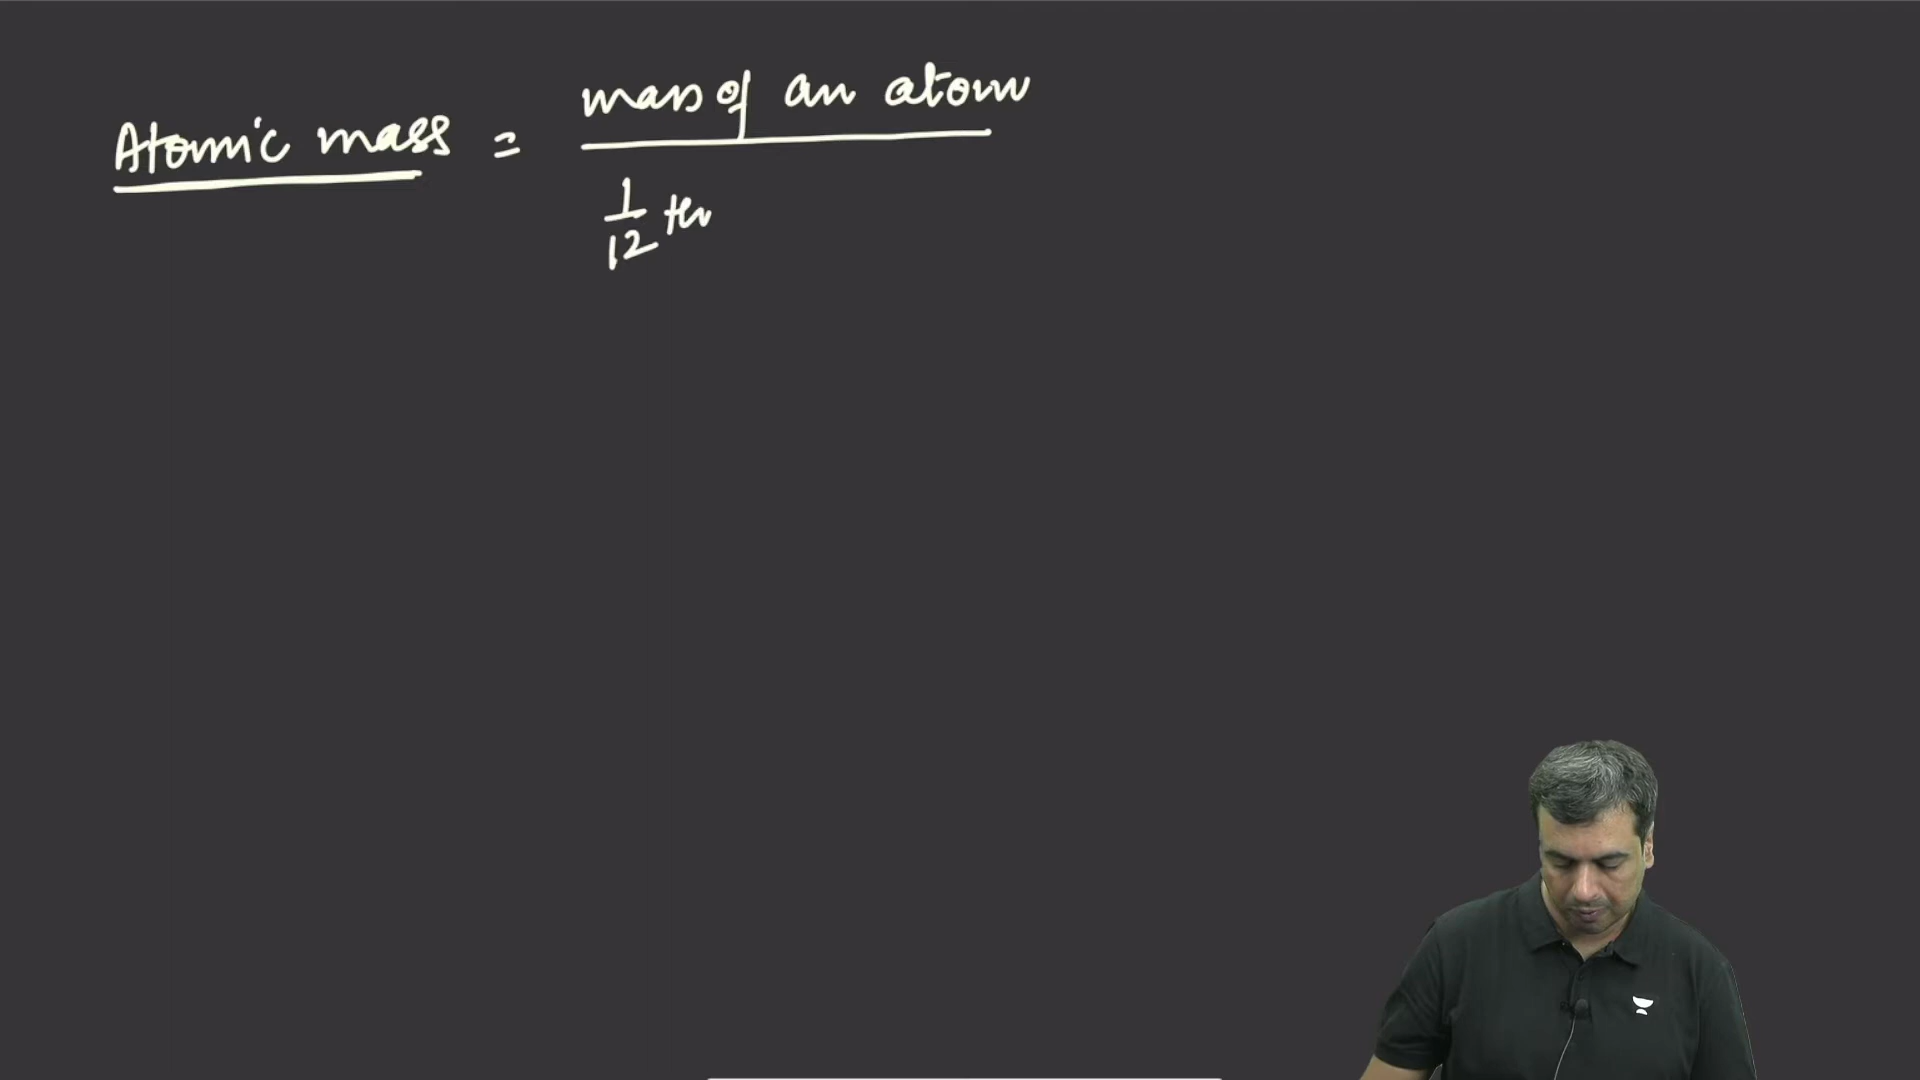 Atomic mass = mass of an atom
1/12 th